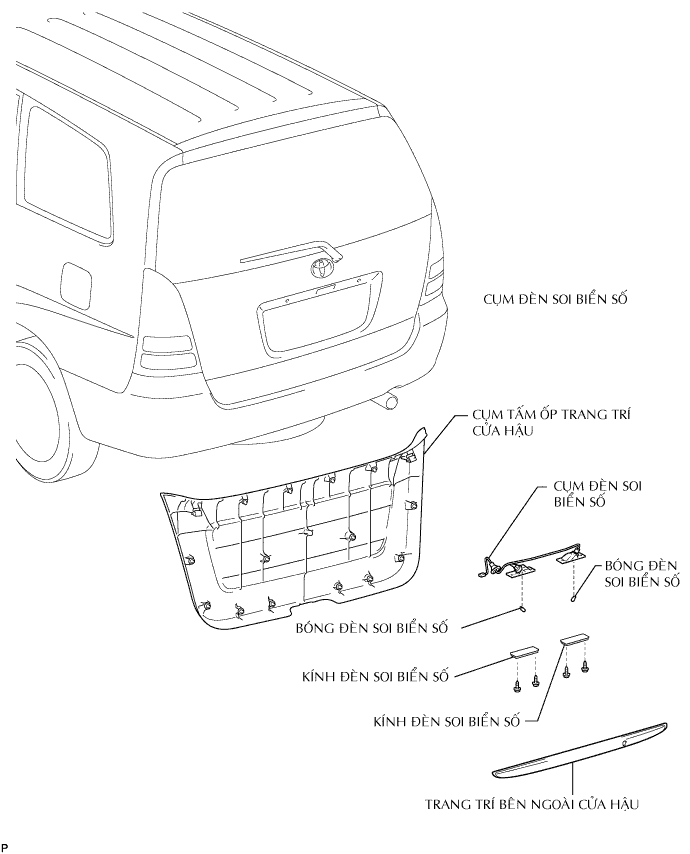 CỤM ĐÈN SOI BIỂN SỐ
CỤM TẤM ỐP TRANG TRÍ
CỬA HẬU
CỤM ĐÈN SOI
BIỂN SỐ
BÓNG ĐÈN
SOI BIỂN SỐ
BÓNG ĐÈN SOI BIỂN SỐ
KÍNH ĐÈN SOI BIỂN SỐ
KÍNH ĐÈN SOI BIỂN SỐ
TRANG TRÍ BÊN NGOÀI CỬA HẬU
P